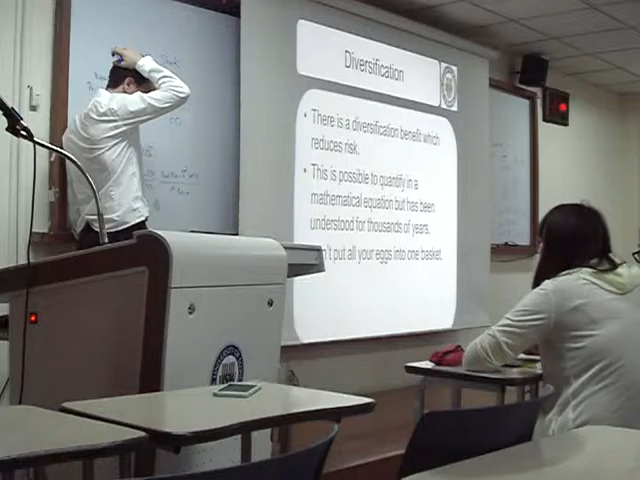 Diversification
• There is a diversification benefit which
reduces risk.
• This is possible to quantify in a
mathematical equation but has been
understood for thousands of years.
put all your eggs into one basket.